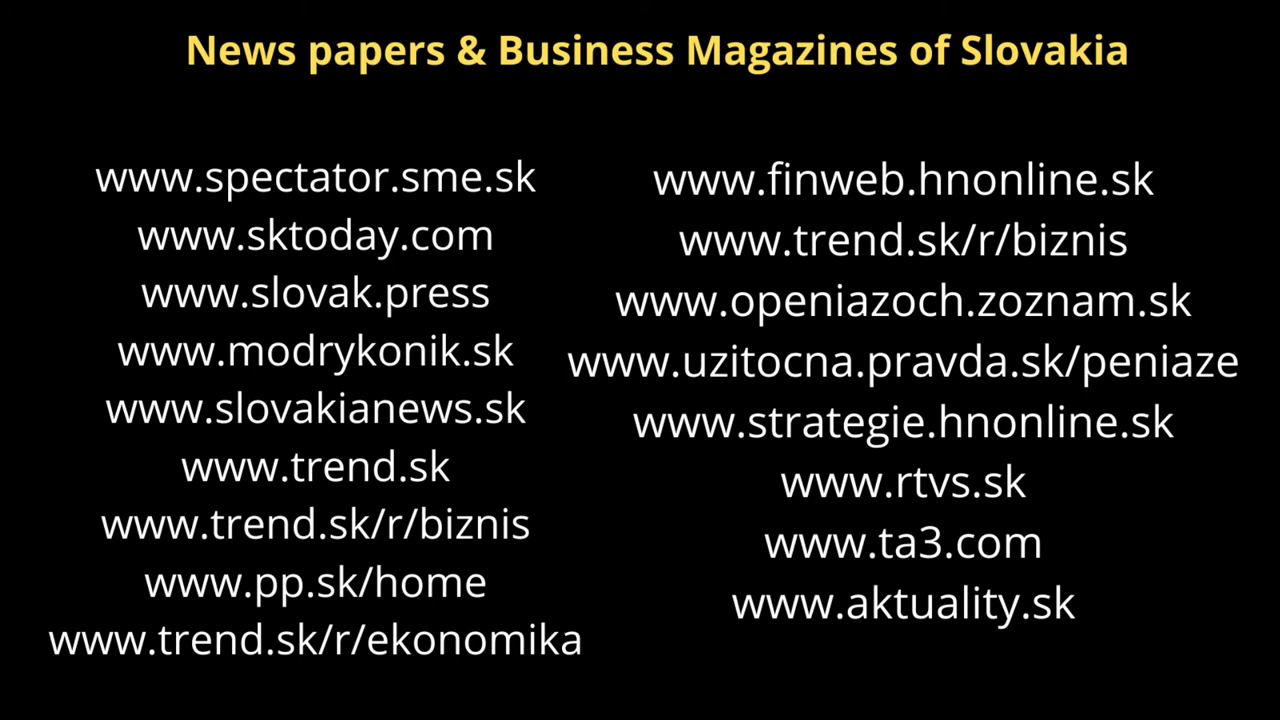 News papers & Business Magazines of Slovakia
www.spectator.sme.sk
www.sktoday.com
www.slovak.press
www.modrykonik.sk
www.slovakianews.sk
www.trend.sk
www.trend.sk/r/biznis
www.pp.sk/home
www.trend.sk/r/ekonomika
www.finweb.hnonline.sk
www.trend.sk/r/biznis
www.openiazoch.zoznam.sk
www.uzitocna.pravda.sk/peniaze
www.strategie.hnonline.sk
www.rtvs.sk
www.ta3.com
www.aktuality.sk